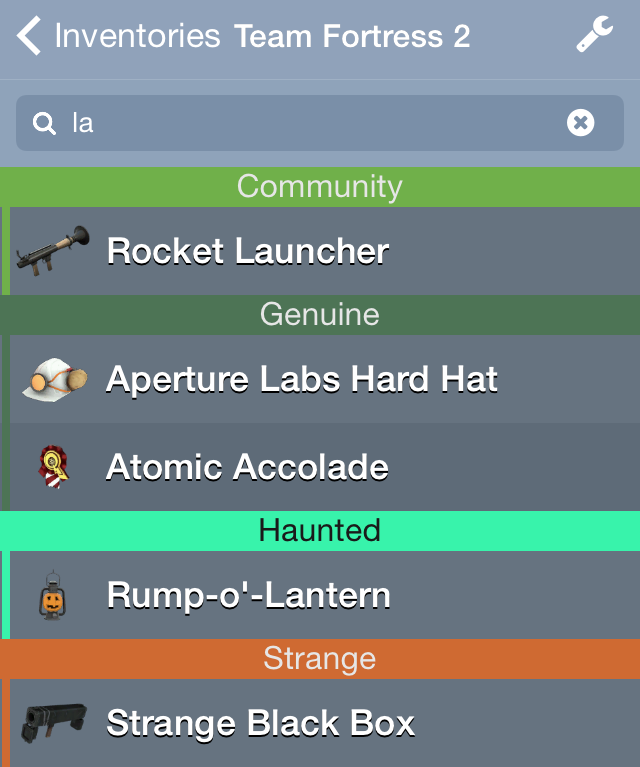 Inventories Team Fortress 2
la
Community
Rocket Launcher
Genuine
Aperture Labs Hard Hat
Atomic Accolade
Haunted
Rump-o'-Lantern
Strange
Strange Black Box